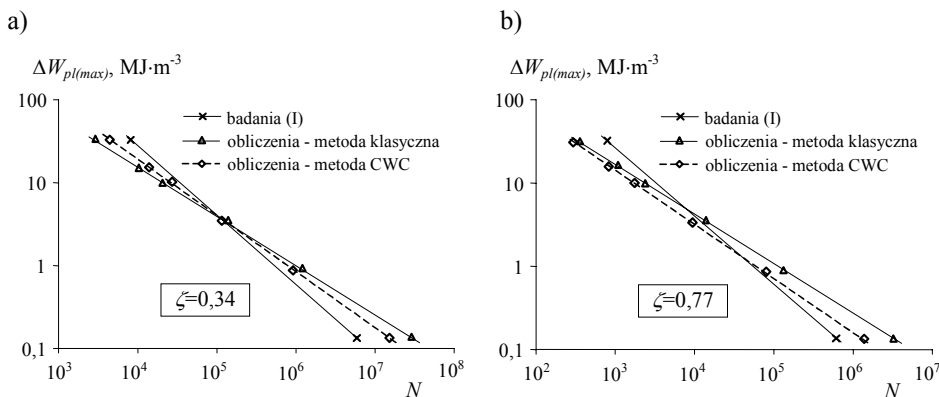 a)
ΔW_pl(max), MJ·m⁻³
100
10
1
0,1
badania (I)
obliczenia - metoda klasyczna
obliczenia - metoda CWC
ζ=0,34
10³ 10⁴ 10⁵ 10⁶ 10⁷ 10⁸
N
b)
ΔW_pl(max), MJ·m⁻³
100
10
1
0,1
badania (I)
obliczenia - metoda klasyczna
obliczenia - metoda CWC
ζ=0,77
10² 10³ 10⁴ 10⁵ 10⁶ 10⁷
N